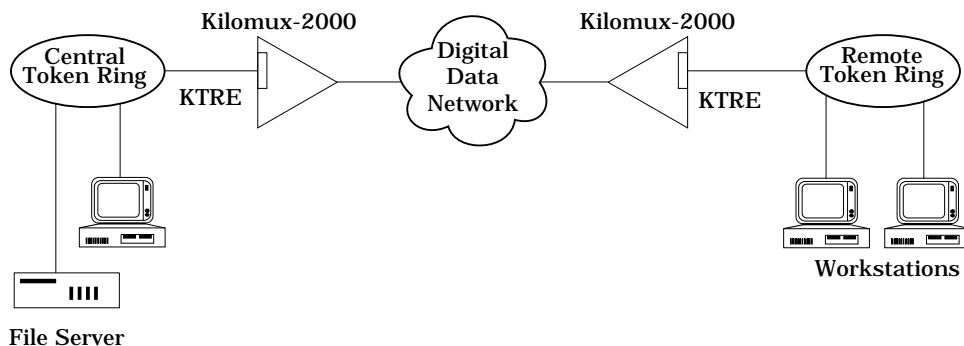 Kilomux-2000
Kilomux-2000
Central
Token Ring
KTRE
Digital
Data
Network
KTRE
Remote
Token Ring
Workstations
File Server